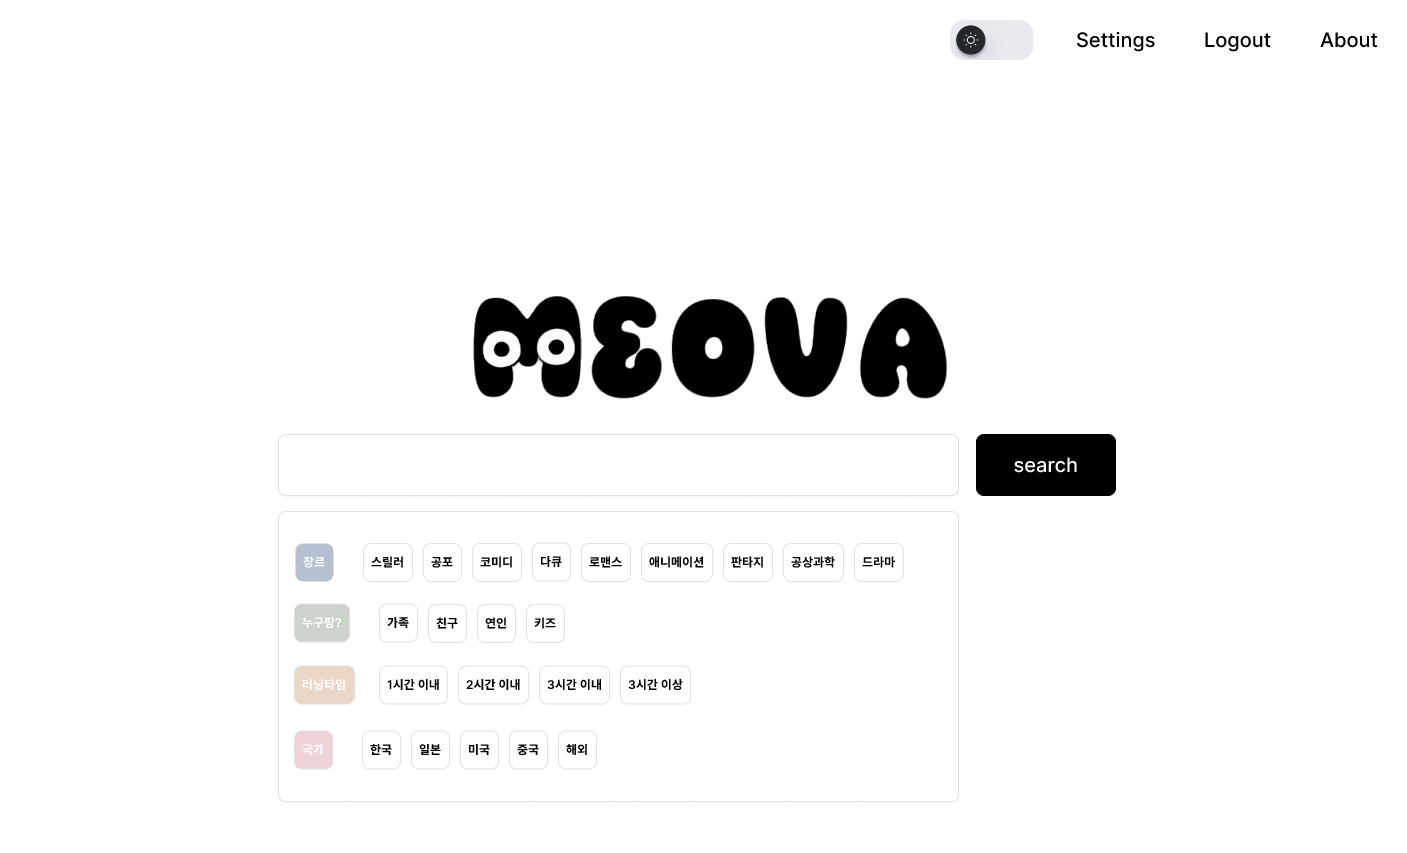 Settings Logout About
MEOVA
search
장르 스릴러 공포 코미디 다큐 로맨스 애니메이션 판타지 공상과학 드라마
누구랑? 가족 친구 연인 키즈
러닝타임 1시간 이내 2시간 이내 3시간 이내 3시간 이상
국가 한국 일본 미국 중국 해외